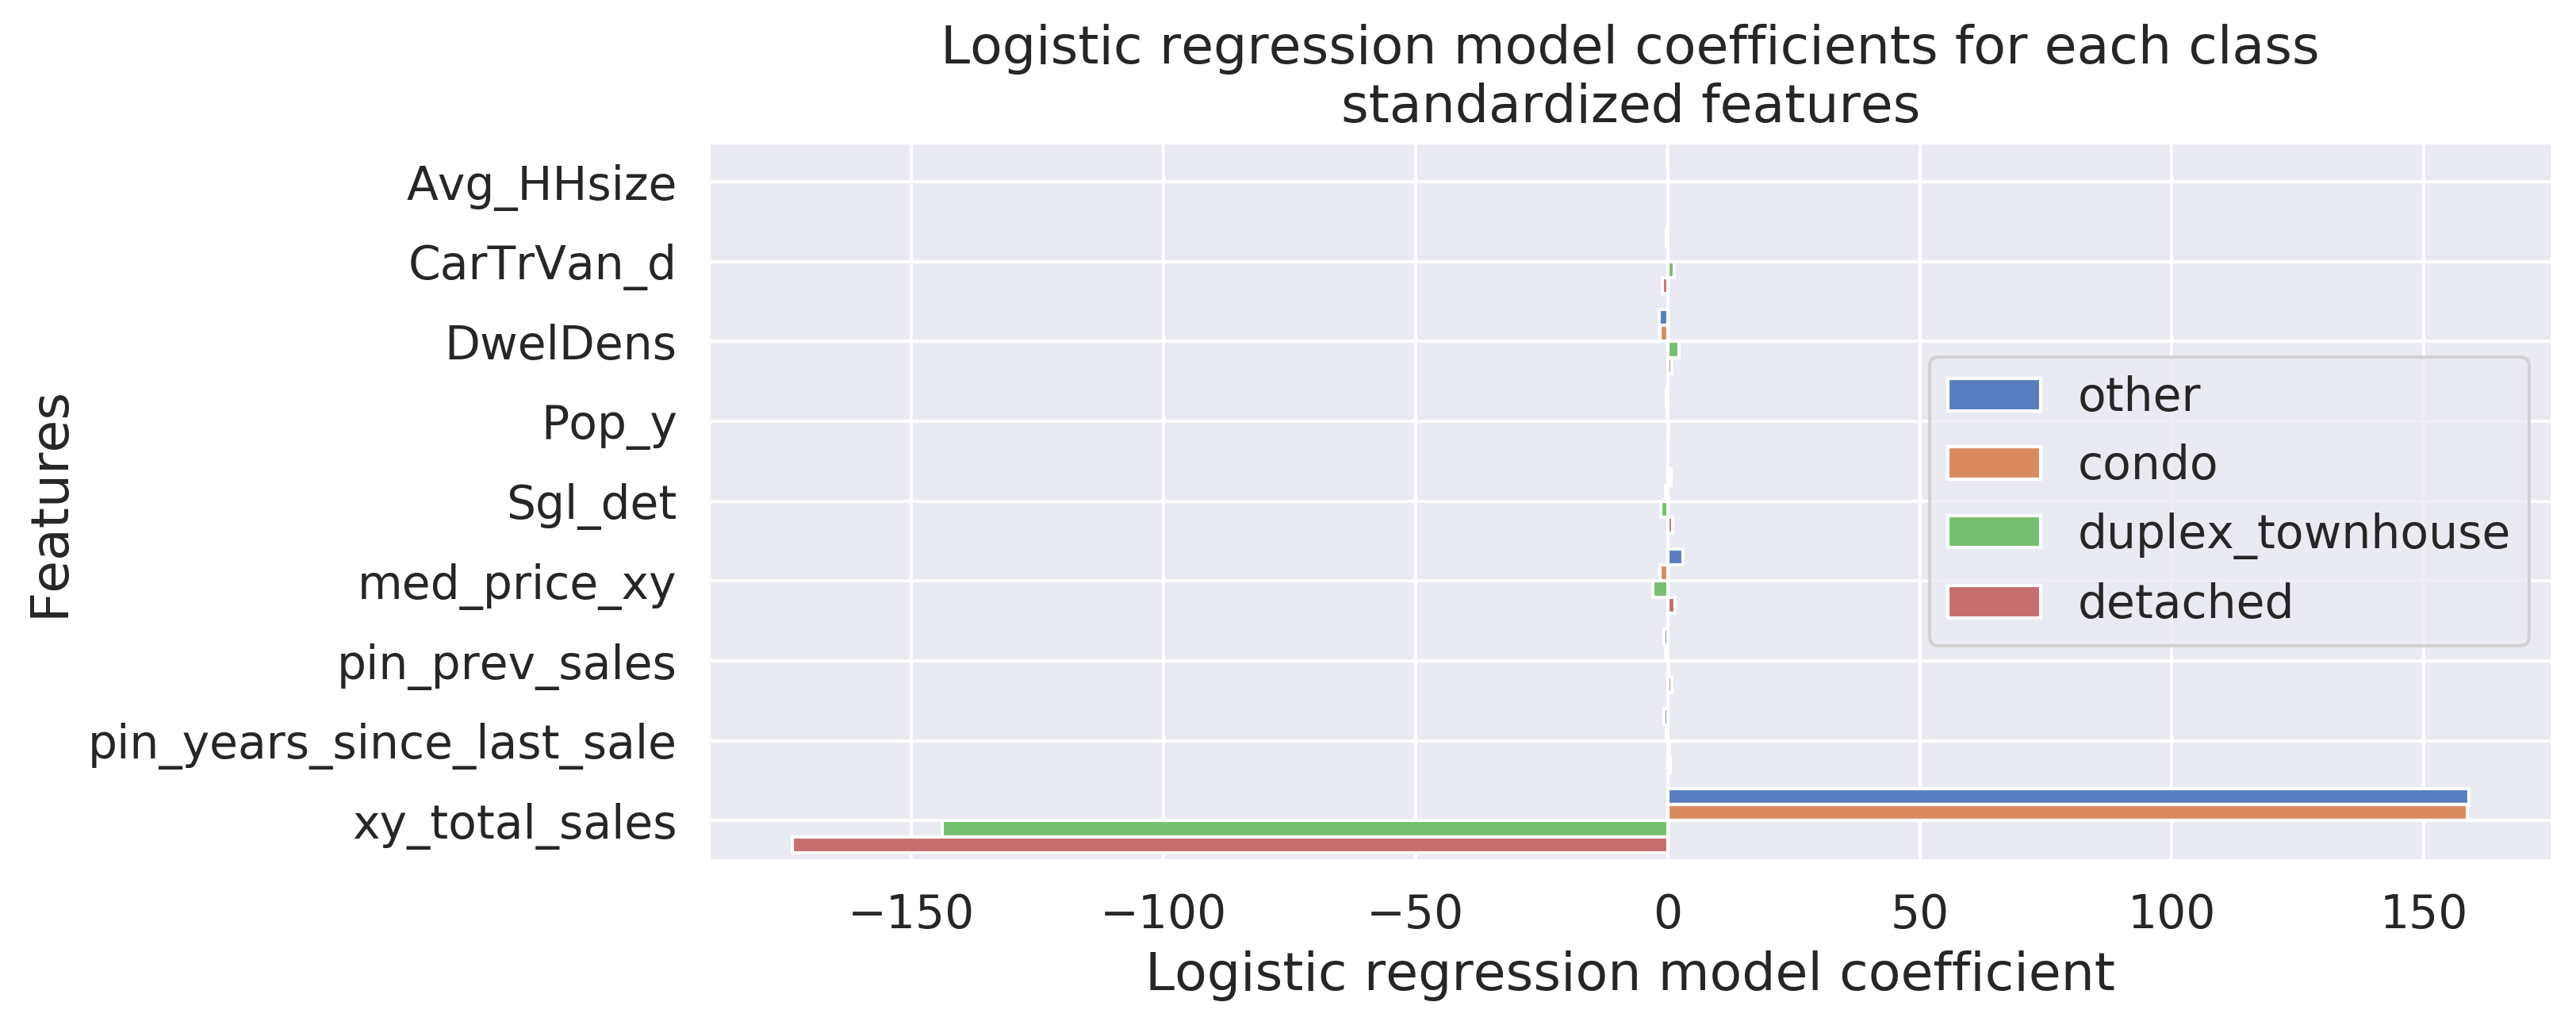 Logistic regression model coefficients for each class
standardized features
Features
Avg_HHsize
CarTrVan_d
DwelDens
Pop_y
Sgl_det
med_price_xy
pin_prev_sales
pin_years_since_last_sale
xy_total_sales
other
condo
duplex_townhouse
detached
−150 −100 −50 0 50 100 150
Logistic regression model coefficient